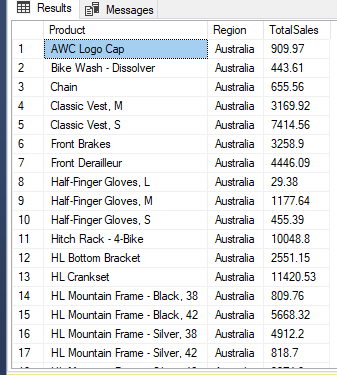 Results Messages
Product Region TotalSales
1 AWC Logo Cap Australia 909.97
2 Bike Wash - Dissolver Australia 443.61
3 Chain Australia 655.56
4 Classic Vest, M Australia 3169.92
5 Classic Vest, S Australia 7414.56
6 Front Brakes Australia 3258.9
7 Front Derailleur Australia 4446.09
8 Half-Finger Gloves, L Australia 29.38
9 Half-Finger Gloves, M Australia 1177.64
10 Half-Finger Gloves, S Australia 455.39
11 Hitch Rack - 4-Bike Australia 10048.8
12 HL Bottom Bracket Australia 2551.15
13 HL Crankset Australia 11420.53
14 HL Mountain Frame - Black, 38 Australia 809.76
15 HL Mountain Frame - Black, 42 Australia 5668.32
16 HL Mountain Frame - Silver, 38 Australia 4912.2
17 HL Mountain Frame - Silver, 42 Australia 818.7